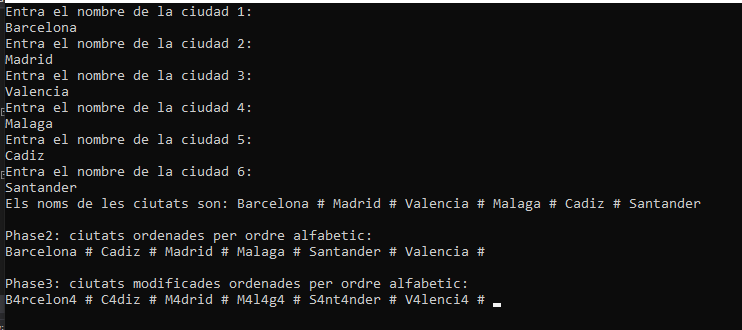 Entra el nombre de la ciudad 1:
Barcelona
Entra el nombre de la ciudad 2:
Madrid
Entra el nombre de la ciudad 3:
Valencia
Entra el nombre de la ciudad 4:
Malaga
Entra el nombre de la ciudad 5:
Cadiz
Entra el nombre de la ciudad 6:
Santander
Els noms de les ciutats son: Barcelona # Madrid # Valencia # Malaga # Cadiz # Santander
Phase2: ciutats ordenades per ordre alfabetic:
Barcelona # Cadiz # Madrid # Malaga # Santander # Valencia #
Phase3: ciutats modificades ordenades per ordre alfabetic:
B4rcelon4 # C4diz # M4drid # M4l4g4 # S4nt4nder # V4lenci4 #